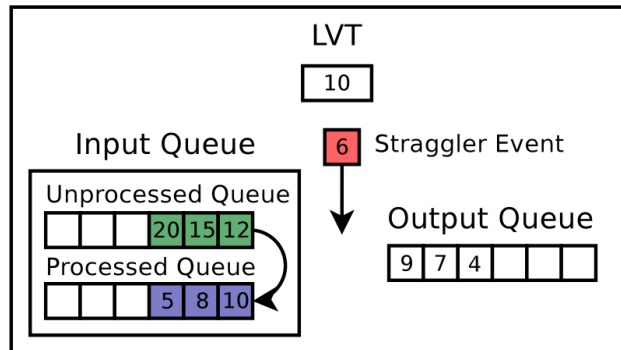 LVT
10
6 Straggler Event
Input Queue
Unprocessed Queue
20 15 12
Processed Queue
5 8 10
Output Queue
9 7 4